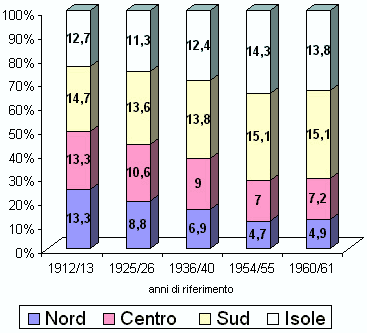 100%
90%
80%
70%
60%
50%
40%
30%
20%
10%
0%
12,7 11,3 12,4 14,3 13,8
14,7 13,6 13,8 15,1 15,1
13,3 10,6 9 7 7,2
13,3 8,8 6,9 4,7 4,9
1912/13 1925/26 1936/40 1954/55 1960/61
anni di riferimento
Nord Centro Sud Isole